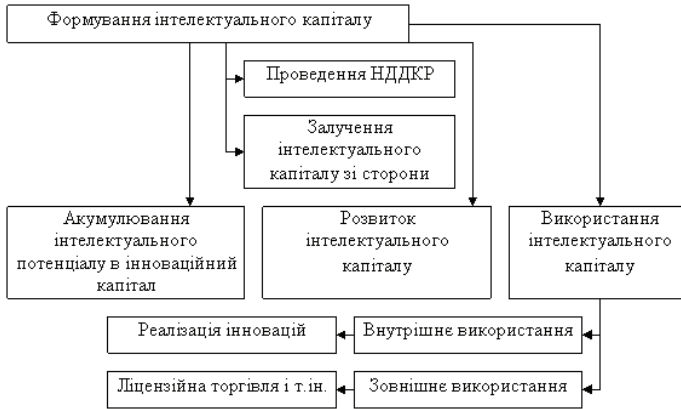 Формування інтелектуального капіталу
Проведення НДДКР
Залучення
інтелектуального
капіталу зі сторони
Акумулювання
інтелектуального
потенціалу в інноваційний
капітал
Розвиток
інтелектуального
капіталу
Використання
інтелектуального
капіталу
Реалізація інновацій
Внутрішнє використання
Ліцензійна торгівля і т.ін.
Зовнішнє використання